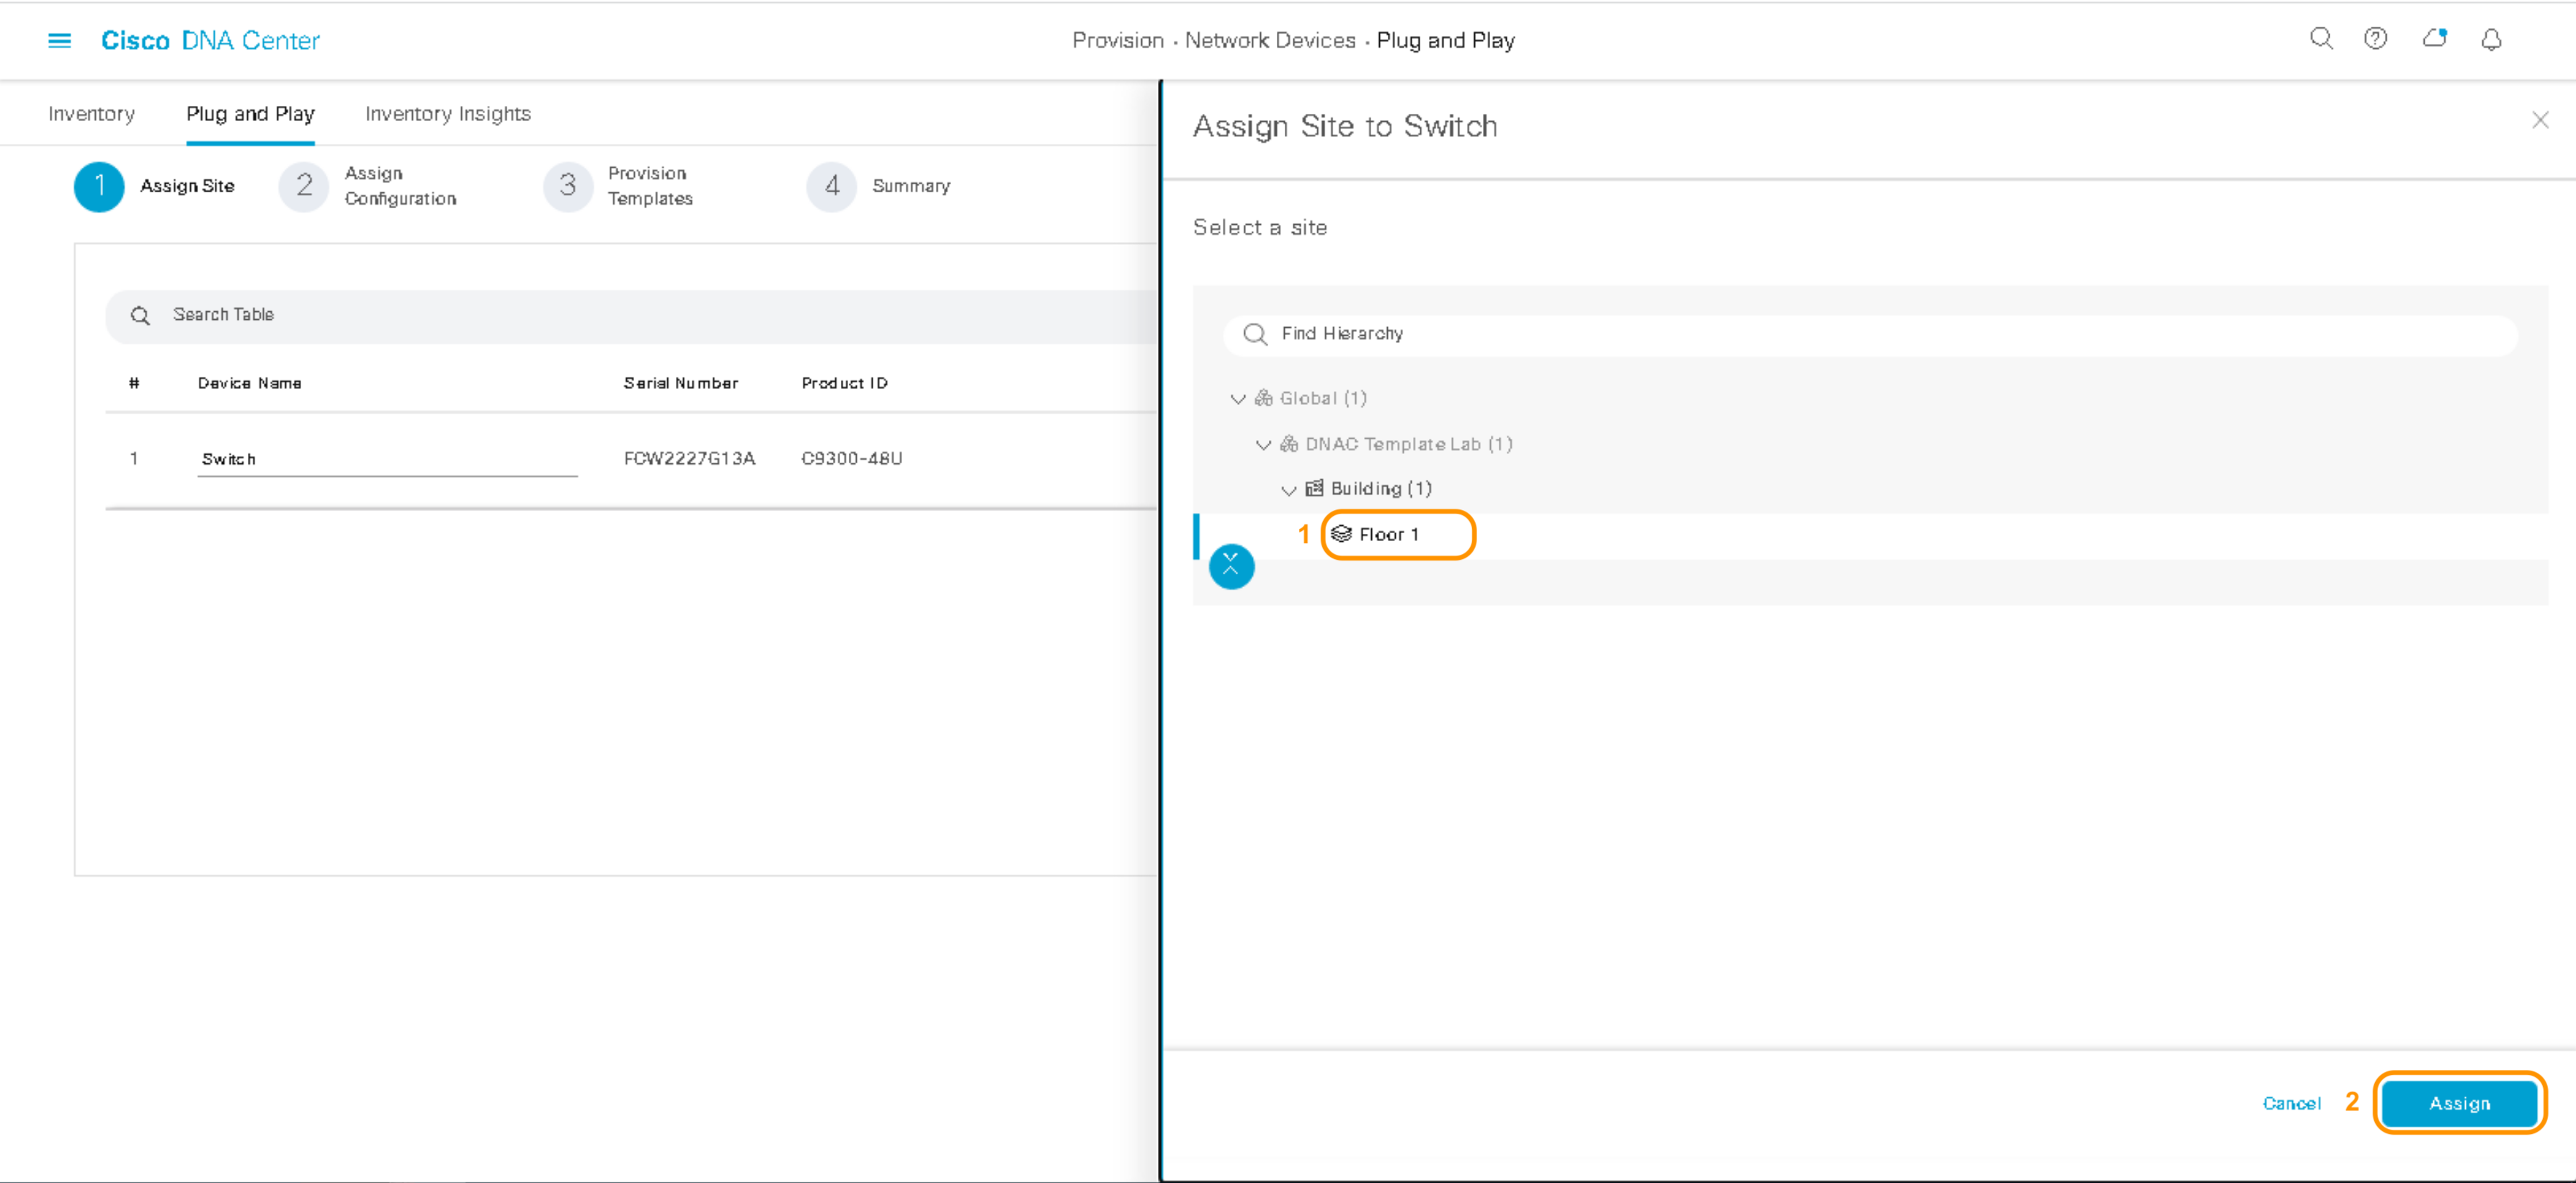 Cisco DNA Center
Provision · Network Devices · Plug and Play
Inventory
Plug and Play
Inventory Insights
1 Assign Site
2 Assign Configuration
3 Provision Templates
4 Summary
Search Table
# Device Name Serial Number Product ID
1 Switch FCW2227G13A C9300-48U
Assign Site to Switch
Select a site
Find Hierarchy
Global (1)
DNAC Template Lab (1)
Building (1)
1 Floor 1
Cancel 2 Assign